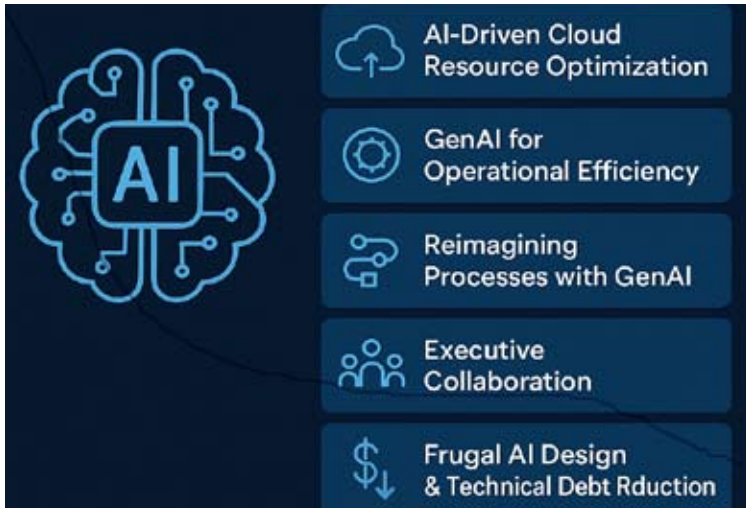 AI
AI-Driven Cloud
Resource Optimization
GenAI for
Operational Efficiency
Reimagining
Processes with GenAI
Executive
Collaboration
Frugal AI Design
& Technical Debt Rduction